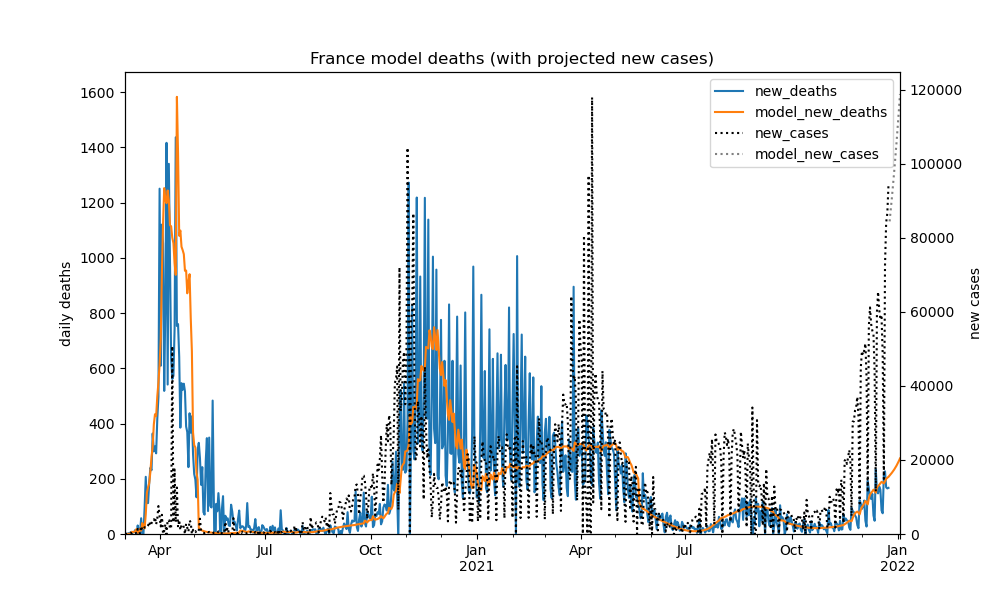 France model deaths (with projected new cases)
new_deaths
model_new_deaths
new_cases
model_new_cases
daily deaths
1600
1400
1200
1000
800
600
400
200
0
new cases
120000
100000
80000
60000
40000
20000
0
Apr
Jul
Oct
Jan
2021
Apr
Jul
Oct
Jan
2022